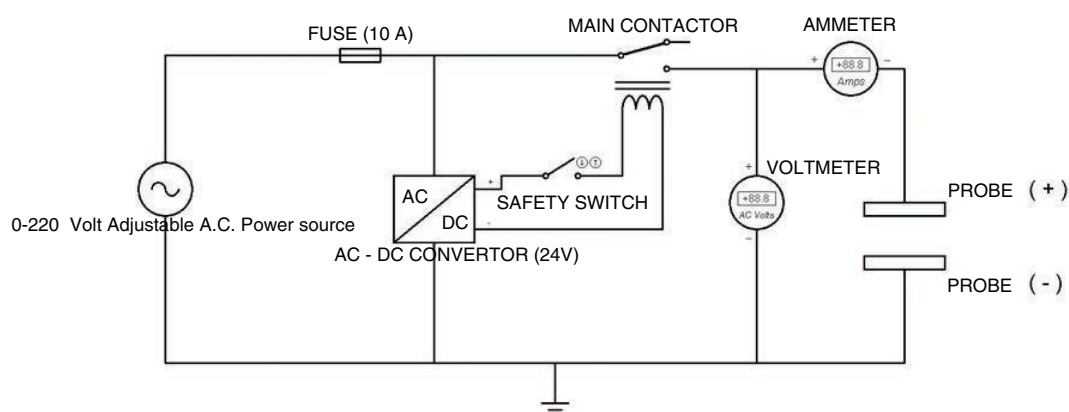 FUSE (10 A)
MAIN CONTACTOR
AMMETER
+ +88.8 −
Amps
AC
DC
+
-
SAFETY SWITCH
+
VOLTMETER
+88.8
AC Volts
−
PROBE (+)
0-220 Volt Adjustable A.C. Power source
AC - DC CONVERTOR (24V)
PROBE (-)